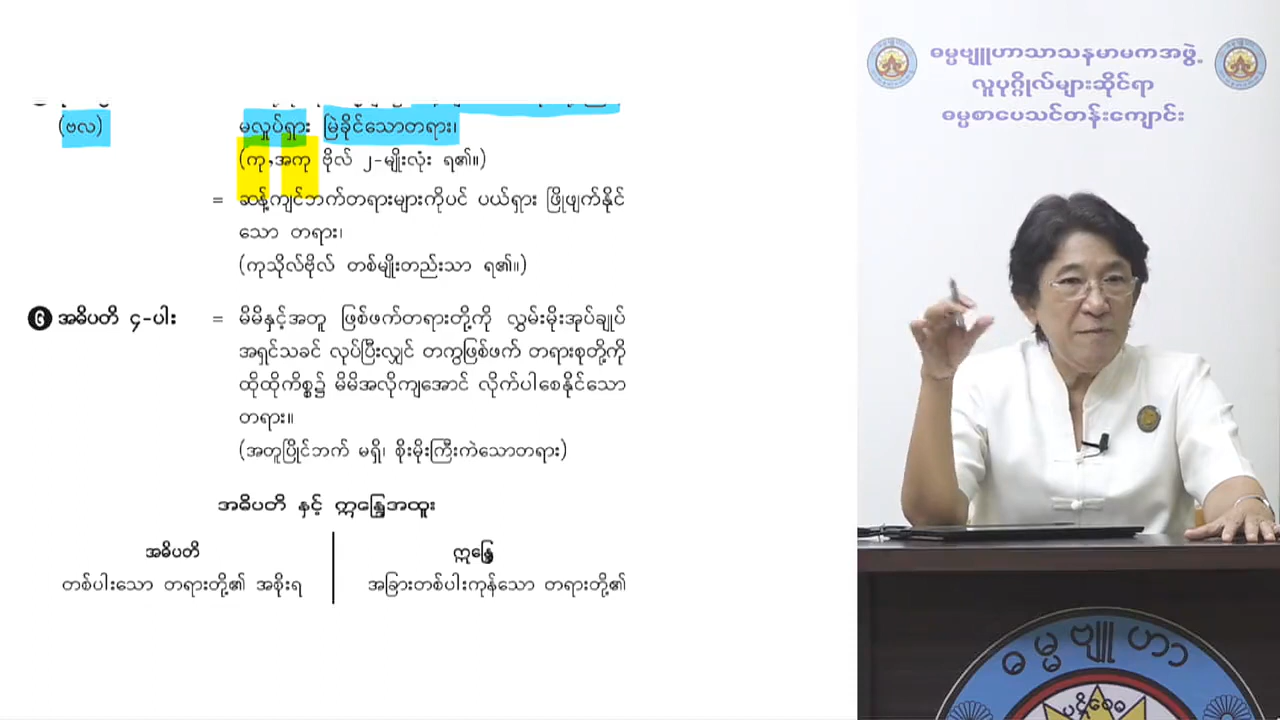 (ဗလ) မလှုပ်ရှား မြဲခိုင်သောတရား၊
(ကု,အကု ဗိုလ် ၂-မျိုးလုံး ရ၏။)
= ဆန့်ကျင်ဘက်တရားများကိုပင် ပယ်ရှား ဖြိုဖျက်နိုင်
သော တရား၊
(ကုသိုလ်ဗိုလ် တစ်မျိုးတည်းသာ ရ၏။)
၆ အဓိပတိ ၄-ပါး = မိမိနှင့်အတူ ဖြစ်ဖက်တရားတို့ကို လွှမ်းမိုးအုပ်ချုပ်
အရှင်သခင် လုပ်ပြီးလျှင် တကွဖြစ်ဖက် တရားစုတို့ကို
ထိုထိုကိစ္စ၌ မိမိအလိုကျအောင် လိုက်ပါစေနိုင်သော
တရား။
(အတူပြိုင်ဘက် မရှိ၊ စိုးမိုးကြီးကဲသောတရား)
အဓိပတိ နှင့် ဣန္ဒြေအထူး
အဓိပတိ
တစ်ပါးသော တရားတို့၏ အစိုးရ
ဣန္ဒြေ
အခြားတစ်ပါးကုန်သော တရားတို့၏
ဓမ္မဗျူဟာသာသနမာမကအဖွဲ့
လူပုဂ္ဂိုလ်များဆိုင်ရာ
ဓမ္မစာပေသင်တန်းကျောင်း
ဓမ္မဗျူဟာ